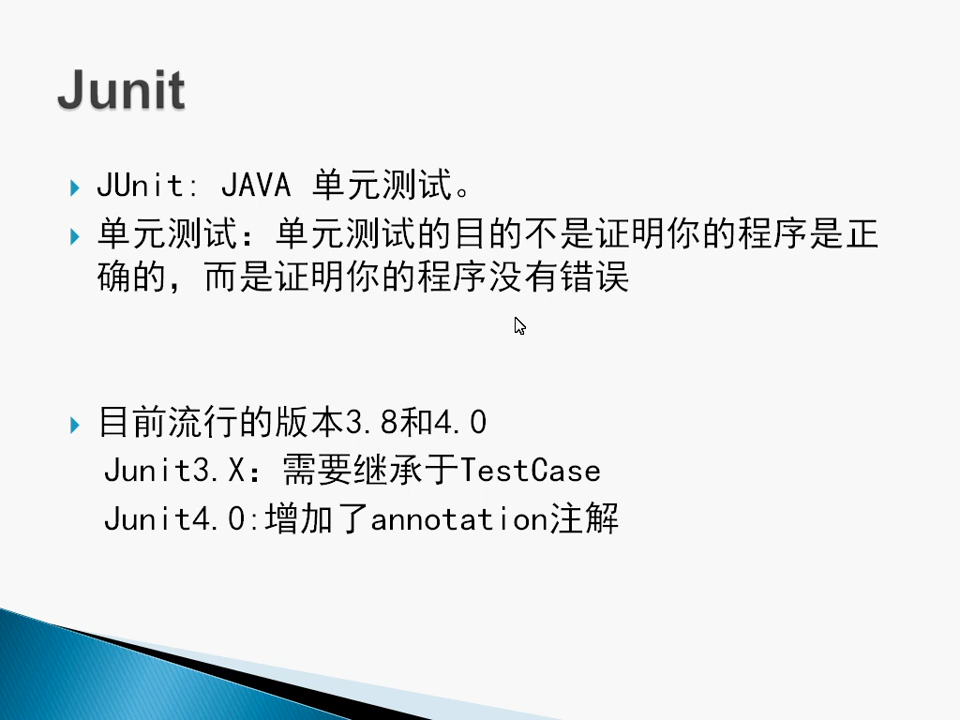 Junit
JUnit: JAVA 单元测试。
单元测试：单元测试的目的不是证明你的程序是正
确的，而是证明你的程序没有错误
目前流行的版本3.8和4.0
Junit3.X：需要继承于TestCase
Junit4.0:增加了annotation注解